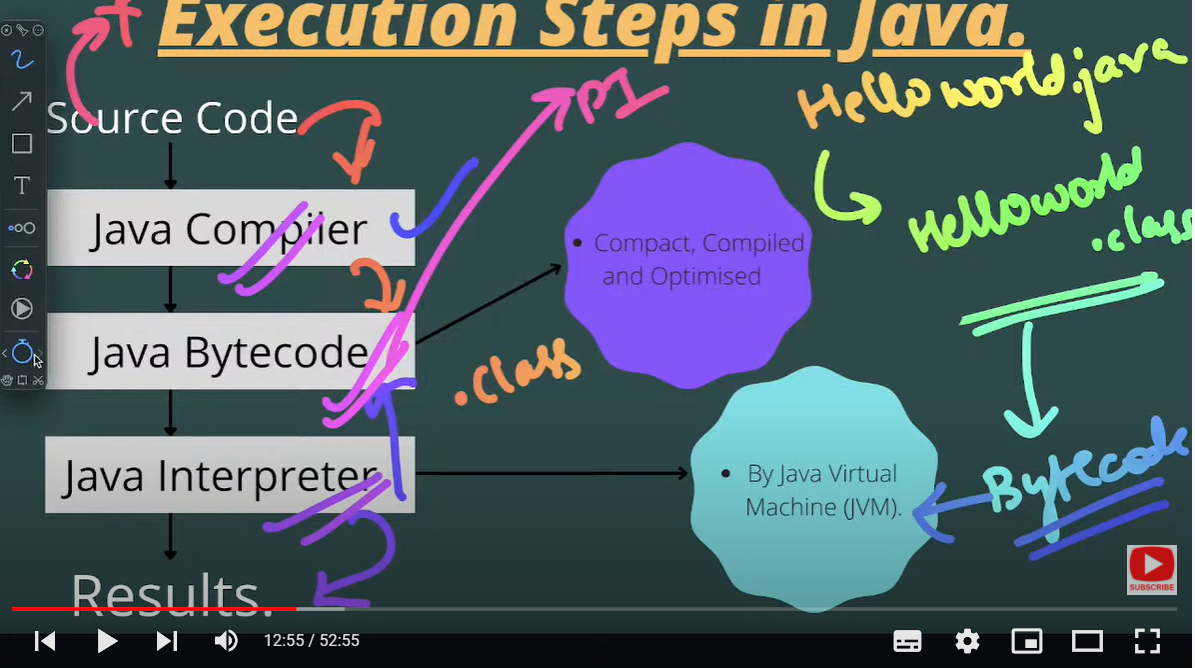 Execution Steps in Java.
Source Code
Java Compiler
Java Bytecode
Java Interpreter
Results.
• Compact, Compiled
and Optimised
• By Java Virtual
Machine (JVM).
.class
PI
Helloworld.java
Helloworld
.class
Bytecode
T
SUBSCRIBE
12:55 / 52:55